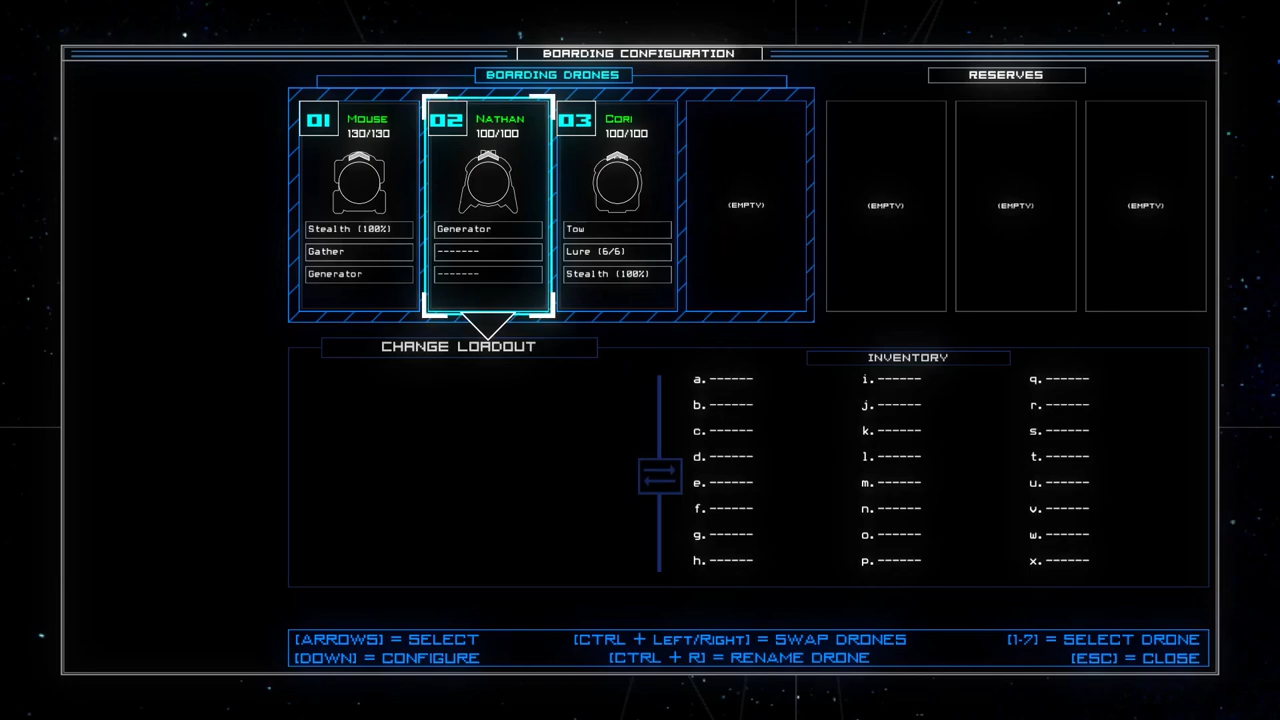 BOARDING CONFIGURATION
BOARDING DRONES
RESERVES
01 Mouse 130/130
Stealth (100%)
Gather
Generator
02 Nathan 100/100
Generator
-------
-------
03 Cori 100/100
Tow
Lure (6/6)
Stealth (100%)
(EMPTY)
(EMPTY)
(EMPTY)
(EMPTY)
CHANGE LOADOUT
INVENTORY
a.------ i.------ q.------
b.------ j.------ r.------
c.------ k.------ s.------
d.------ l.------ t.------
e.------ m.------ u.------
f.------ n.------ v.------
g.------ o.------ w.------
h.------ p.------ x.------
[ARROWS] = SELECT [CTRL + Left/Right] = SWAP DRONES [1-7] = SELECT DRONE
[DOWN] = CONFIGURE [CTRL + R] = RENAME DRONE [ESC] = CLOSE